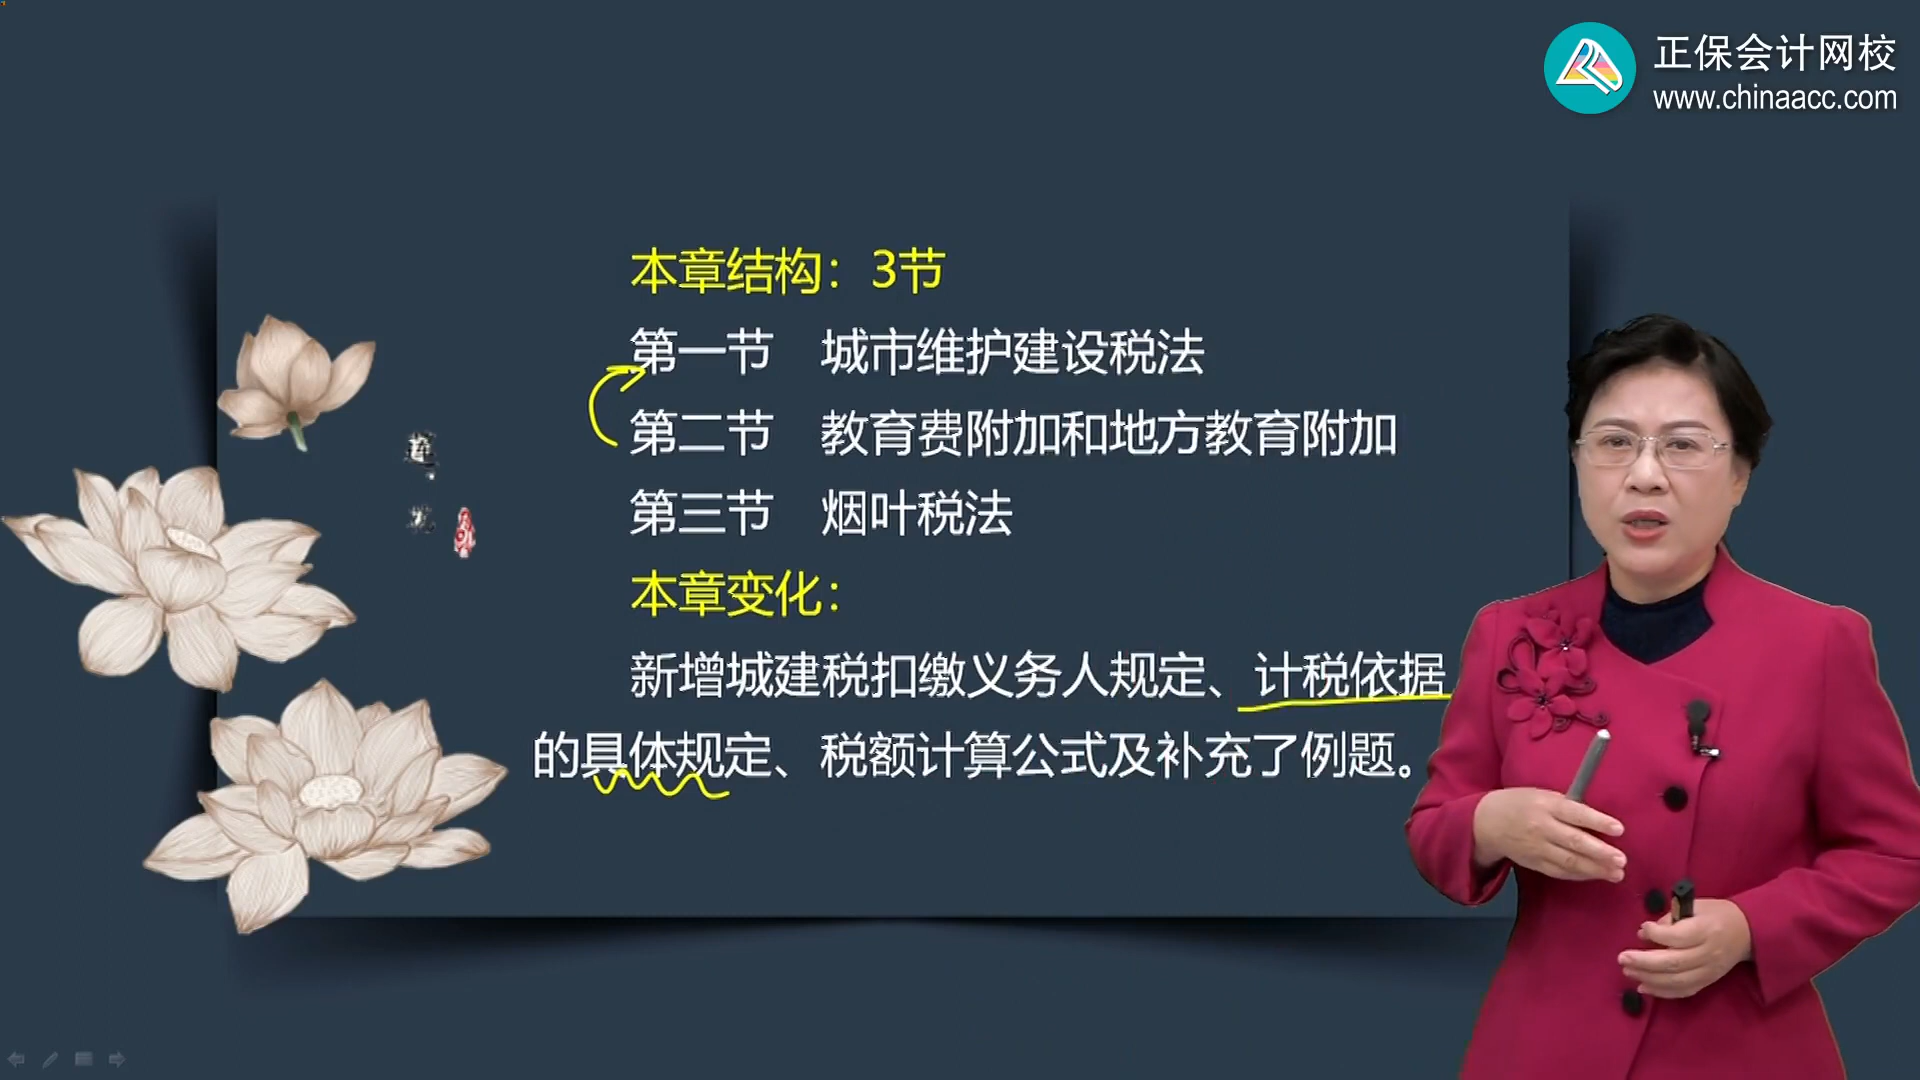 正保会计网校
www.chinaacc.com
本章结构：3节
第一节 城市维护建设税法
第二节 教育费附加和地方教育附加
第三节 烟叶税法
本章变化：
新增城建税扣缴义务人规定、计税依据
的具体规定、税额计算公式及补充了例题。